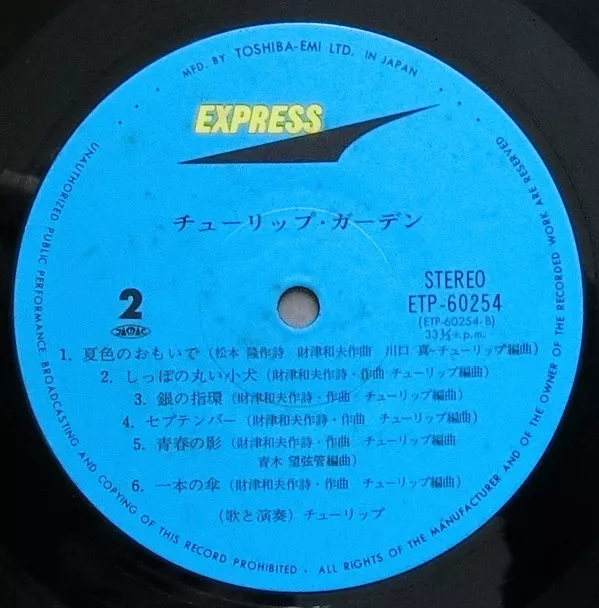 MFD. BY TOSHIBA-EMI LTD. IN JAPAN
EXPRESS
チューリップ・ガーデン
STEREO
ETP-60254
(ETP-60254-B)
33⅓ r.p.m.
2
JASRAC
1. 夏色のおもいで (松本 隆作詩 財津和夫作曲 川口 真-チューリップ編曲)
2. しっぽの丸い小犬 (財津和夫作詩・作曲 チューリップ編曲)
3. 銀の指環 (財津和夫作詩・作曲 チューリップ編曲)
4. セプテンバー (財津和夫作詩・作曲 チューリップ編曲)
5. 青春の影 (財津和夫作詩・作曲 チューリップ編曲
青木 望弦管編曲)
6. 一本の傘 (財津和夫作詩・作曲 チューリップ編曲)
(歌と演奏) チューリップ
UNAUTHORIZED PUBLIC PERFORMANCE BROADCASTING AND COPYING OF THIS RECORD PROHIBITED • ALL RIGHTS OF THE MANUFACTURER AND OF THE OWNER OF THE RECORDED WORK ARE RESERVED